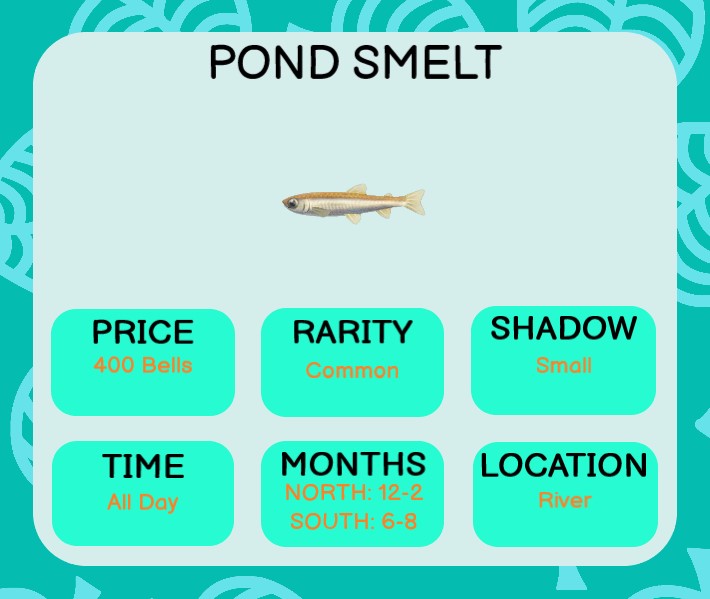 POND SMELT
PRICE
400 Bells
RARITY
Common
SHADOW
Small
TIME
All Day
MONTHS
NORTH: 12-2
SOUTH: 6-8
LOCATION
River